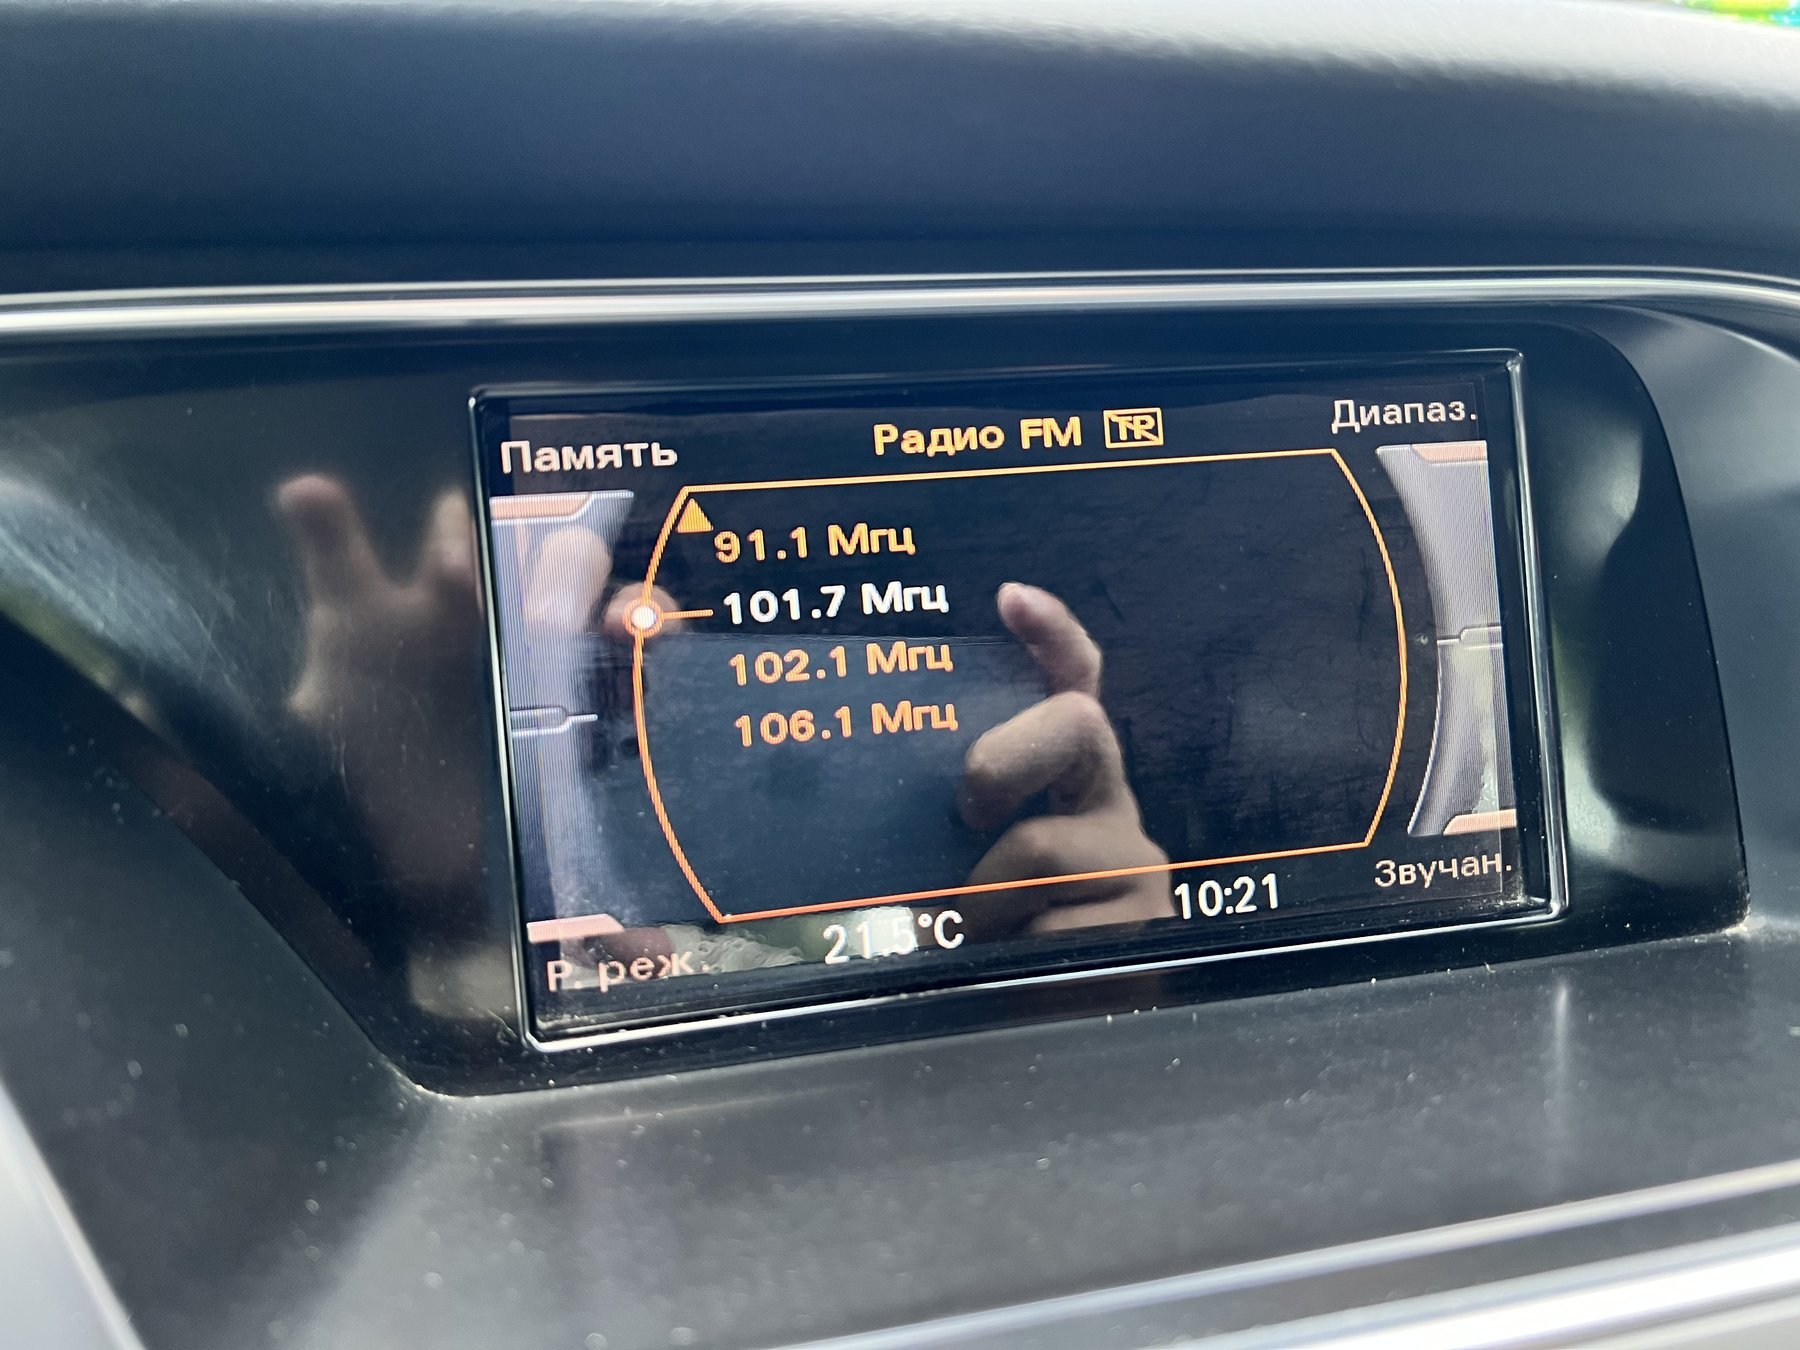 Память
Радио FM TR
Диапаз.
91.1 Мгц
101.7 Мгц
102.1 Мгц
106.1 Мгц
Р. реж.
21.5°C
10:21
Звучан.